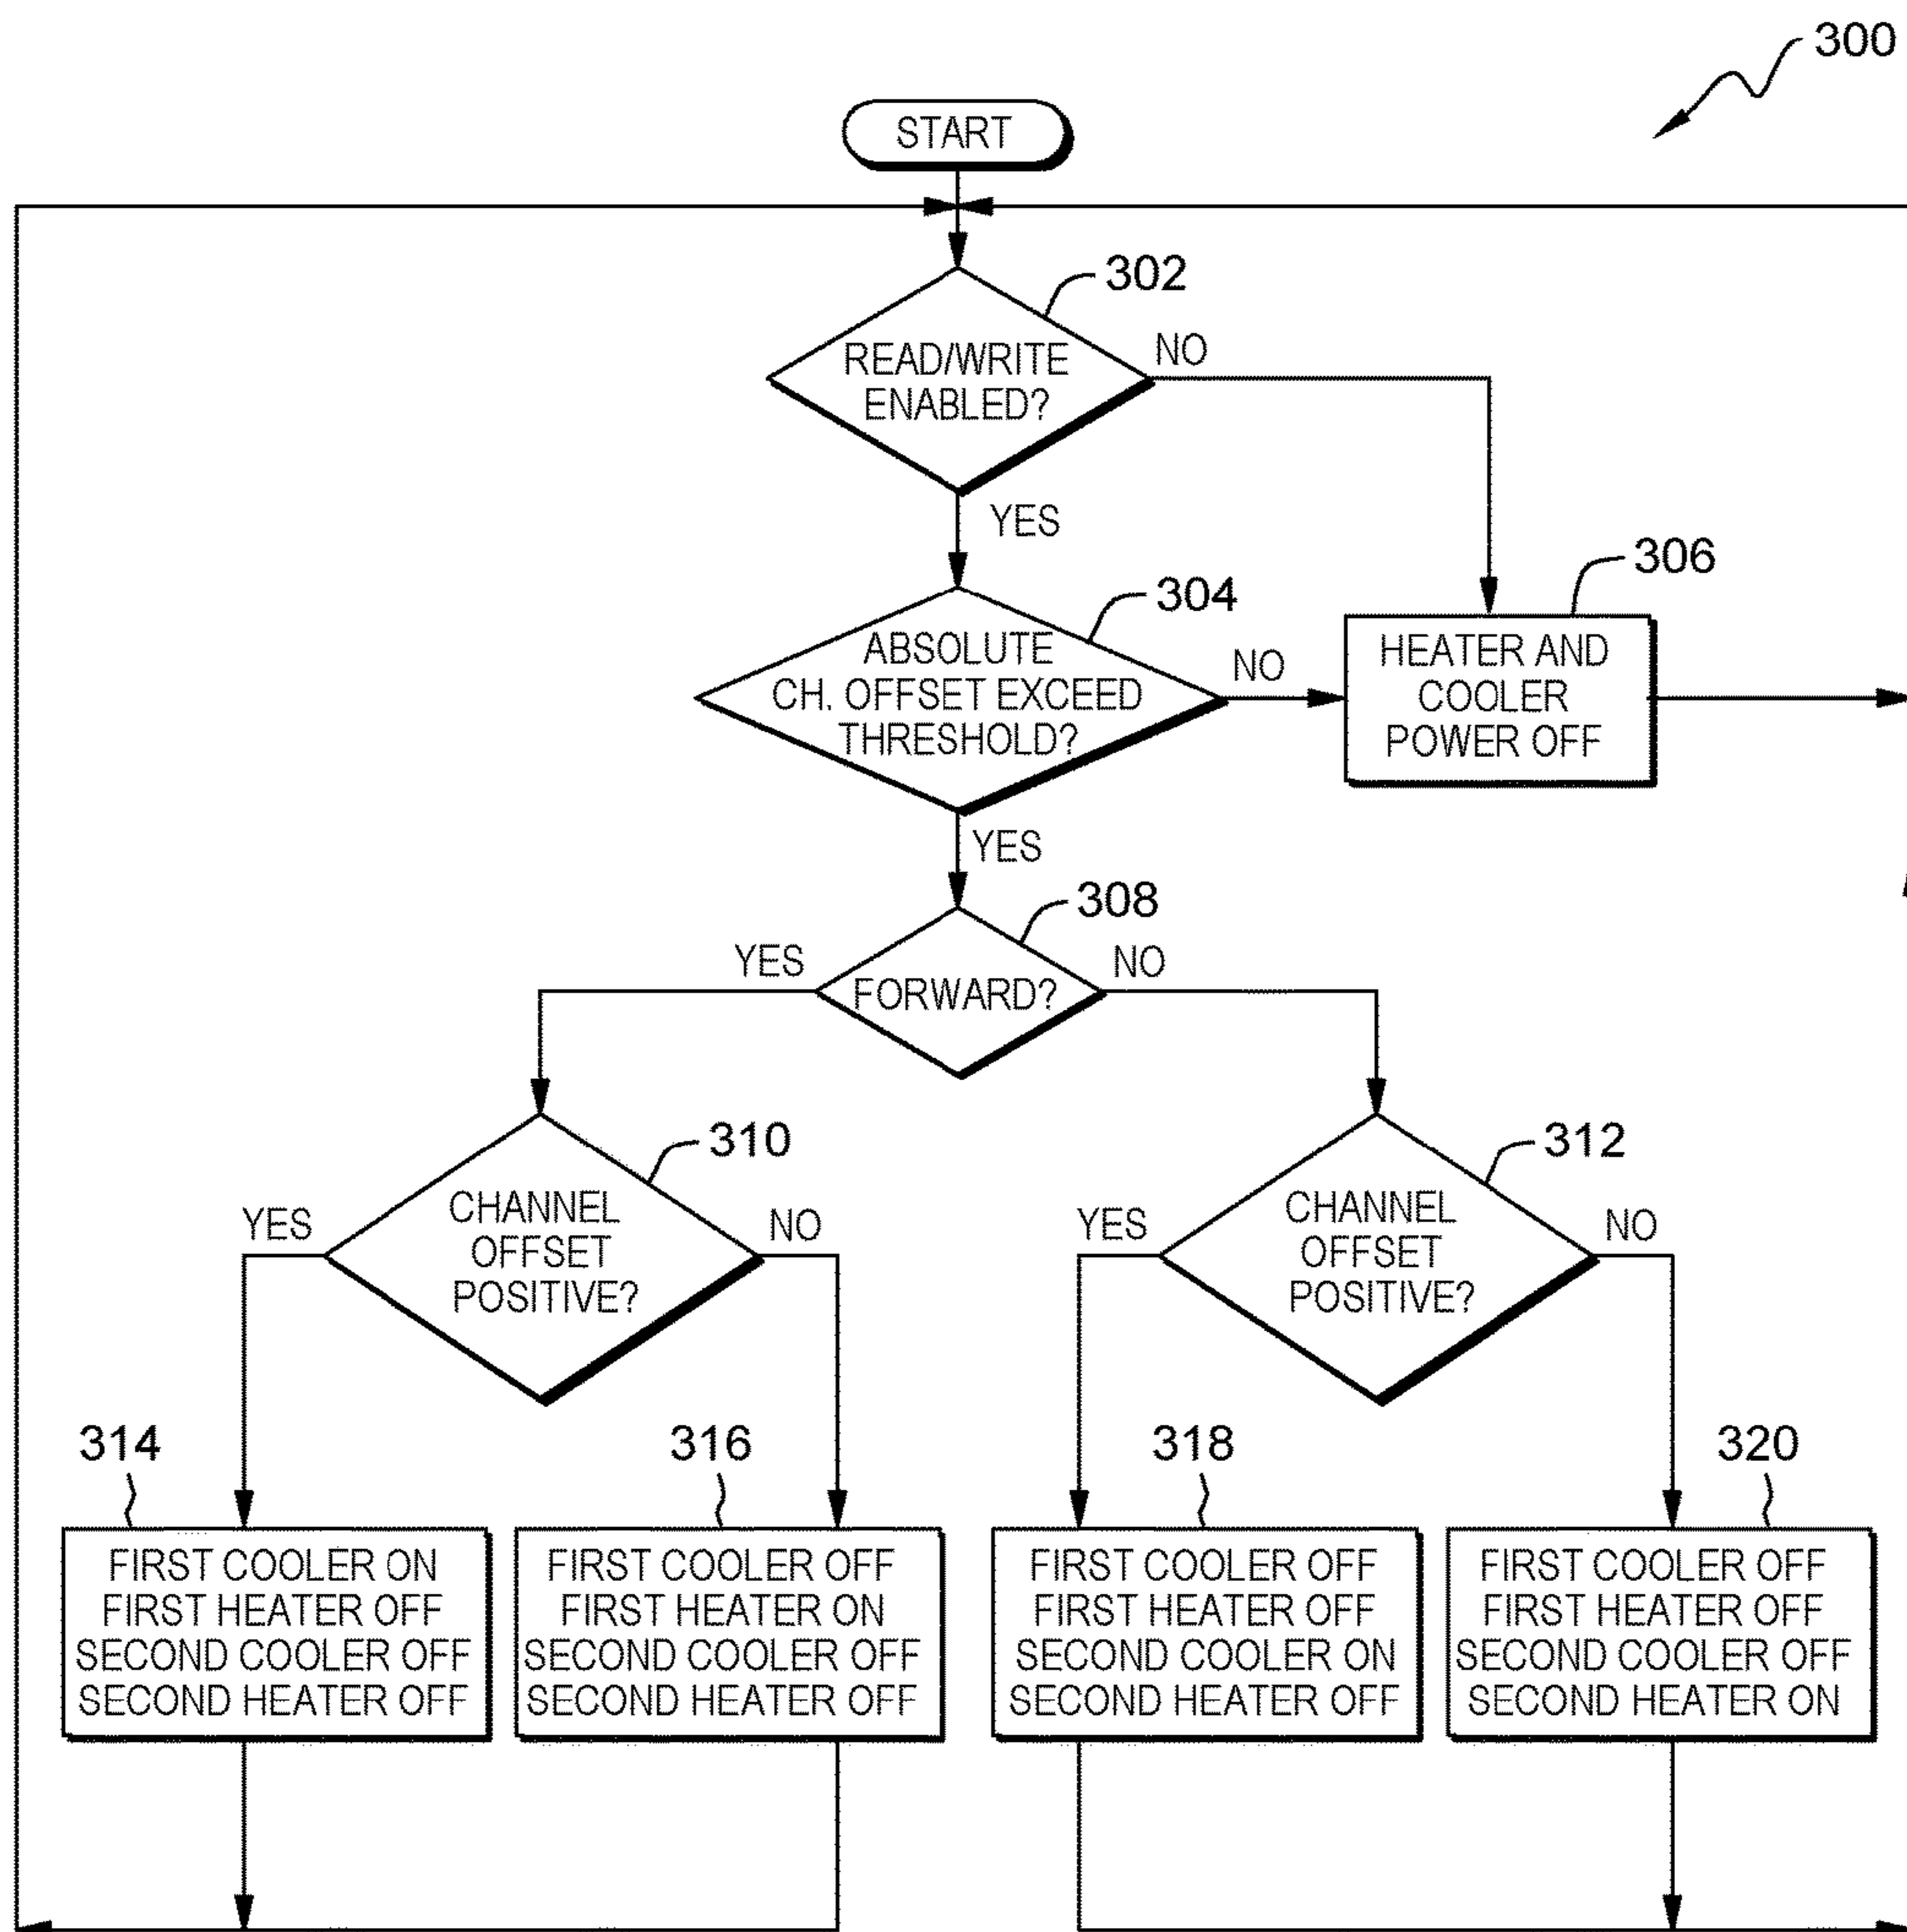 300
START
302
READ/WRITE
ENABLED?
NO
YES
304
ABSOLUTE
CH. OFFSET EXCEED
THRESHOLD?
NO
306
HEATER AND
COOLER
POWER OFF
YES
308
FORWARD?
YES
NO
310
CHANNEL
OFFSET
POSITIVE?
YES
NO
312
CHANNEL
OFFSET
POSITIVE?
YES
NO
314
FIRST COOLER ON
FIRST HEATER OFF
SECOND COOLER OFF
SECOND HEATER OFF
316
FIRST COOLER OFF
FIRST HEATER ON
SECOND COOLER OFF
SECOND HEATER OFF
318
FIRST COOLER OFF
FIRST HEATER OFF
SECOND COOLER ON
SECOND HEATER OFF
320
FIRST COOLER OFF
FIRST HEATER OFF
SECOND COOLER OFF
SECOND HEATER ON